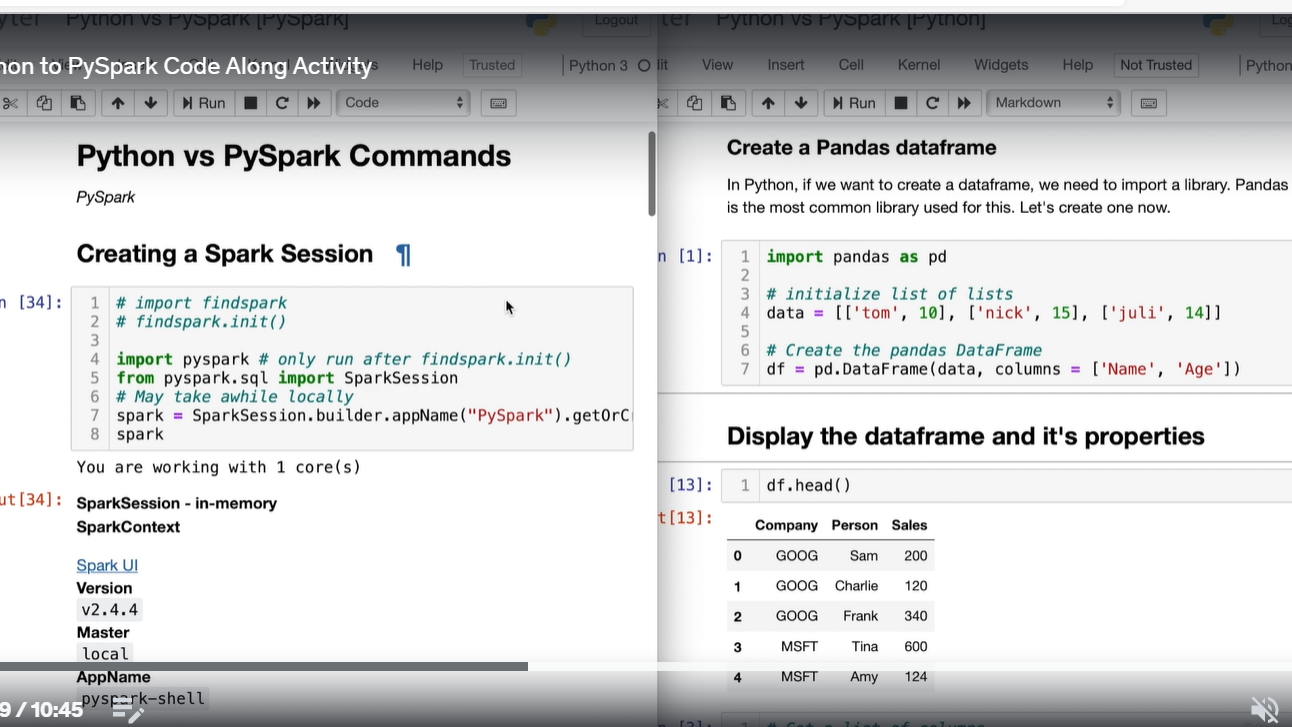 Python vs PySpark [PySpark]
Logout
Python vs PySpark [Python]
to PySpark Code Along Activity
Help
Trusted
Python 3
View
Insert
Cell
Kernel
Widgets
Help
Not Trusted
Python
Run
Code
Run
Markdown
Python vs PySpark Commands
PySpark
Creating a Spark Session ¶
[34]:
1 # import findspark
2 # findspark.init()
3
4 import pyspark # only run after findspark.init()
5 from pyspark.sql import SparkSession
6 # May take awhile locally
7 spark = SparkSession.builder.appName("PySpark").getOrC
8 spark
You are working with 1 core(s)
[34]:
SparkSession - in-memory
SparkContext
Spark UI
Version
v2.4.4
Master
local
AppName
pyspark-shell
9 / 10:45
Create a Pandas dataframe
In Python, if we want to create a dataframe, we need to import a library. Pandas
is the most common library used for this. Let's create one now.
[1]:
1 import pandas as pd
2
3 # initialize list of lists
4 data = [['tom', 10], ['nick', 15], ['juli', 14]]
5
6 # Create the pandas DataFrame
7 df = pd.DataFrame(data, columns = ['Name', 'Age'])
Display the dataframe and it's properties
[13]:
1 df.head()
[13]:
Company Person Sales
0 GOOG Sam 200
1 GOOG Charlie 120
2 GOOG Frank 340
3 MSFT Tina 600
4 MSFT Amy 124